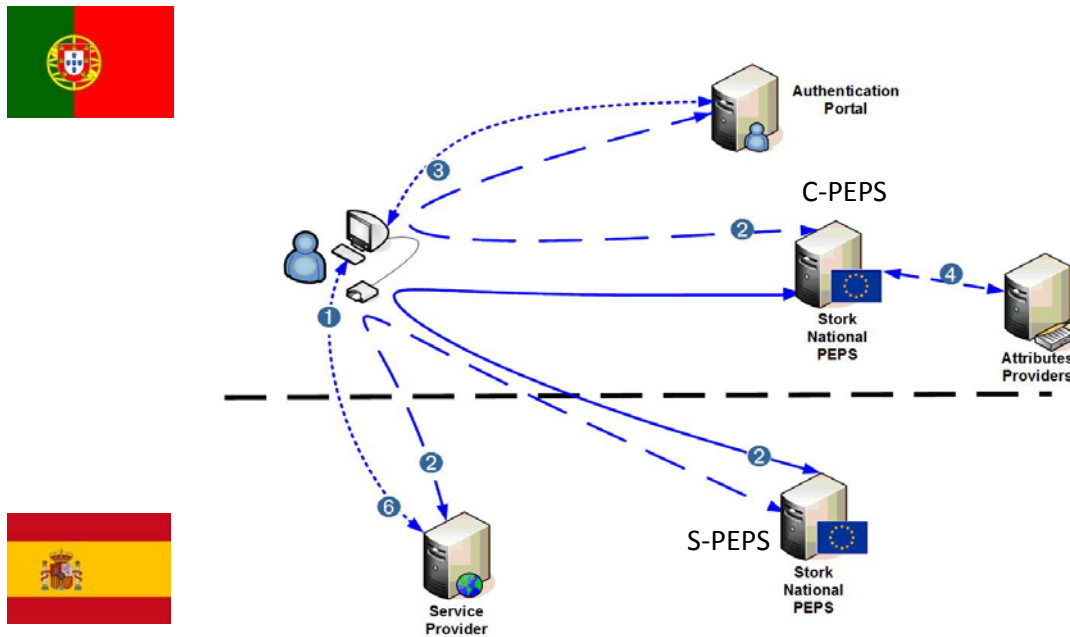 Authentication
Portal
3
C-PEPS
2
4
Stork
National
PEPS
Attributes
Providers
1
2
2
6
S-PEPS
Service
Provider
Stork
National
PEPS